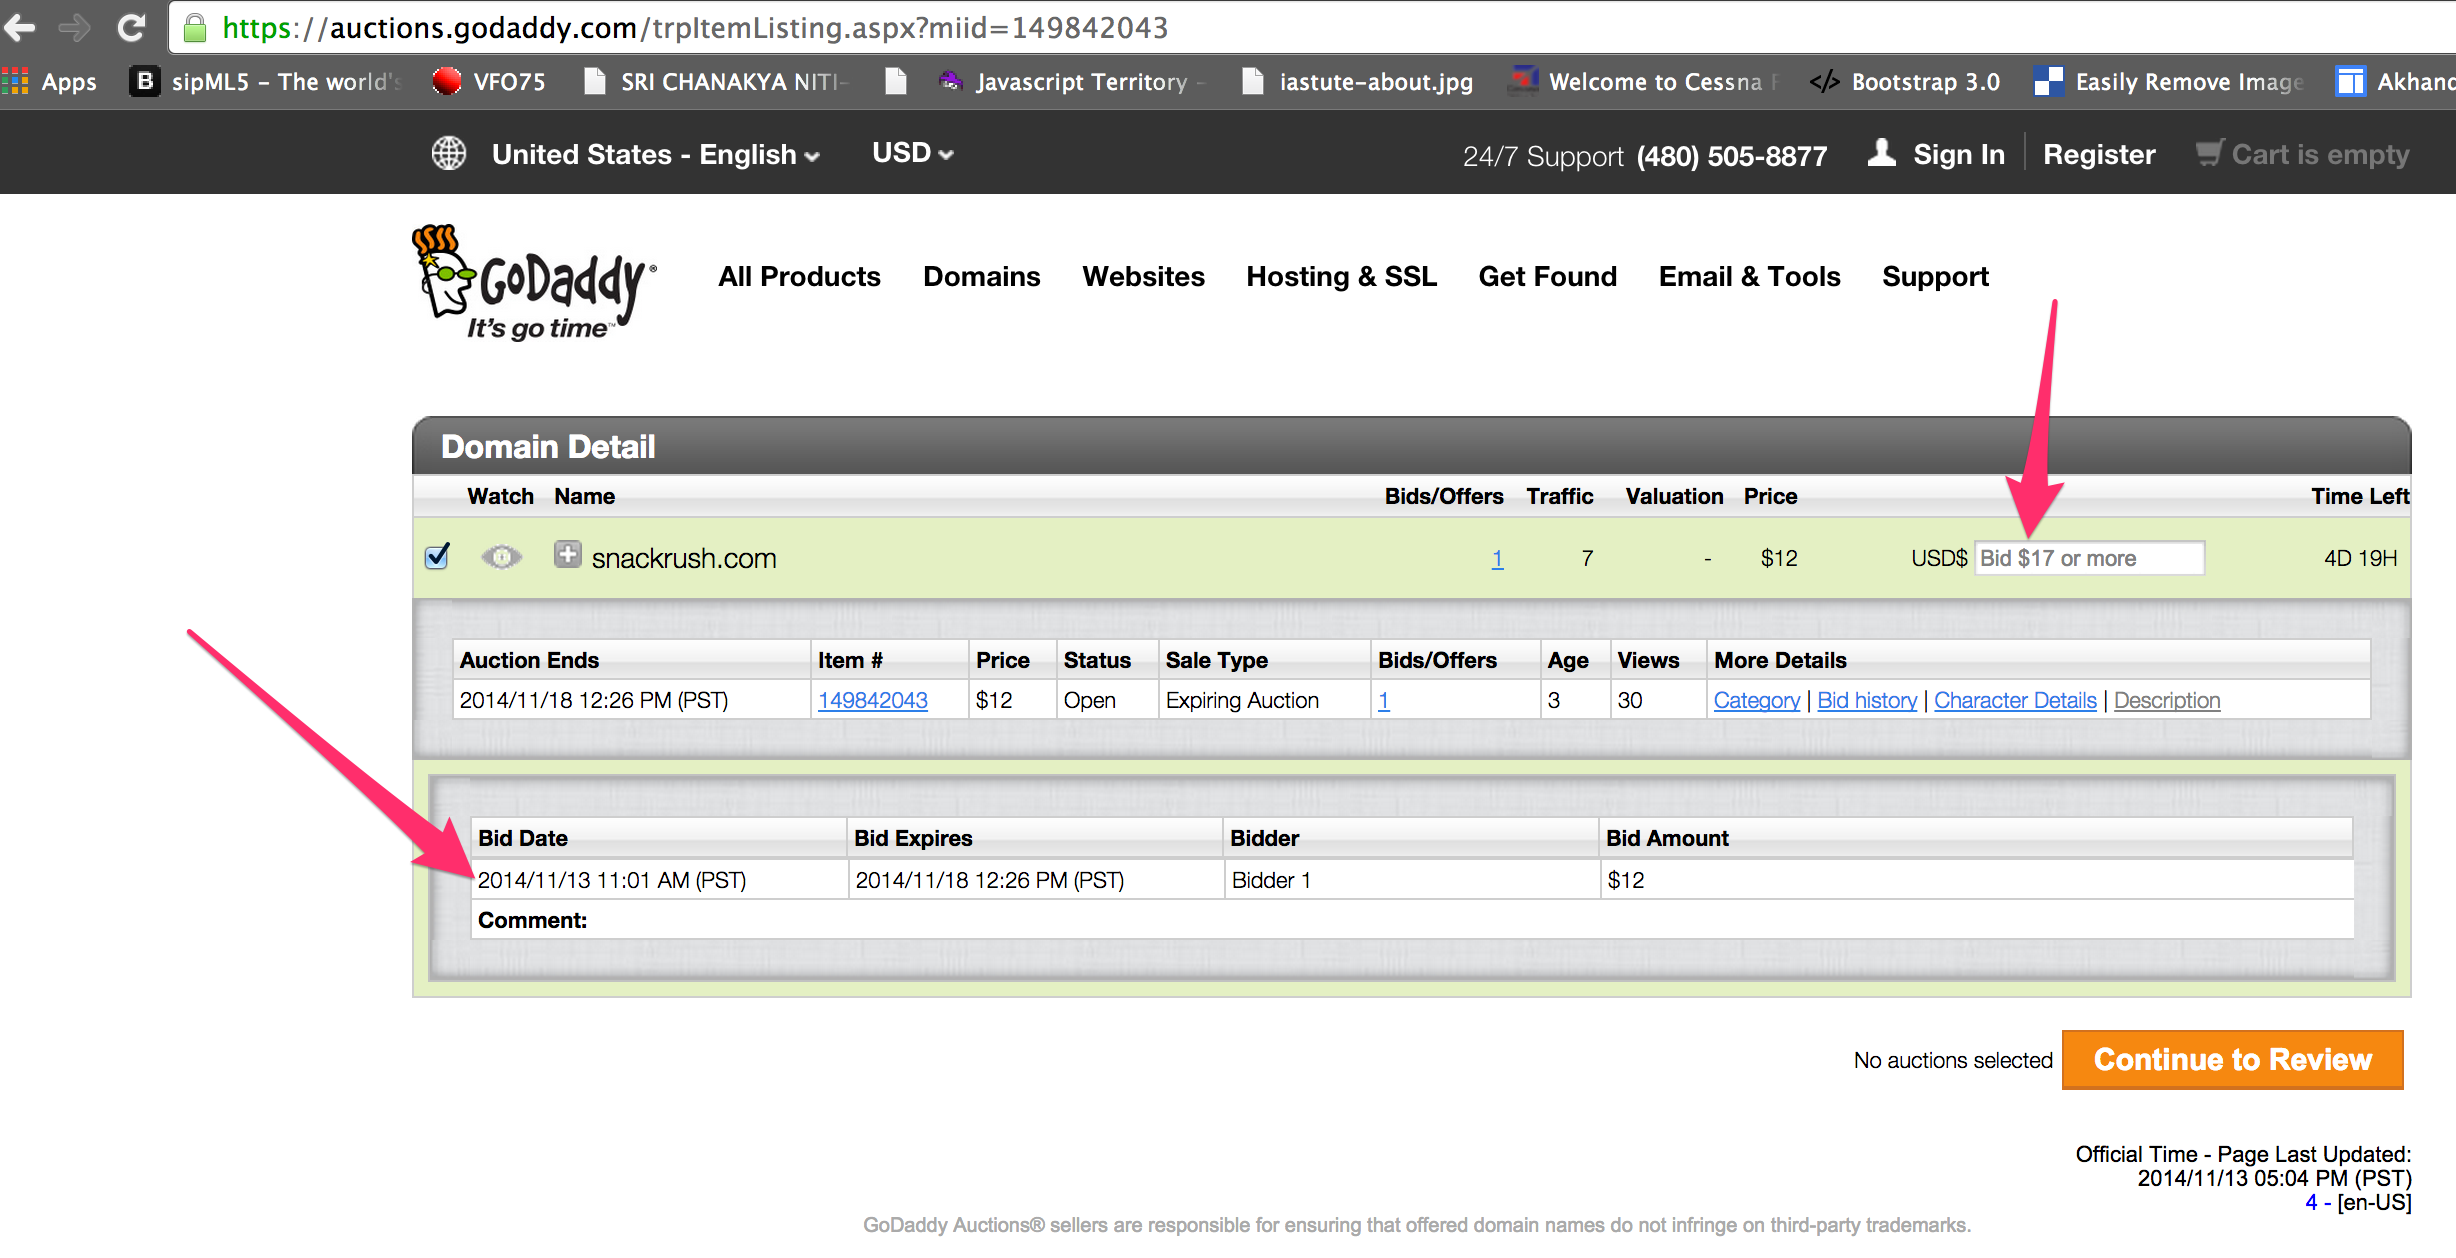 https://auctions.godaddy.com/trpItemListing.aspx?miid=149842043
Apps B sipML5 – The world's VFO75 SRI CHANAKYA NITI- Javascript Territory - iastute-about.jpg Welcome to Cessna </> Bootstrap 3.0 Easily Remove Image
United States - English USD 24/7 Support (480) 505-8877 Sign In Register Cart is empty
GoDaddy®
It's go time™
All Products Domains Websites Hosting & SSL Get Found Email & Tools Support
Domain Detail
Watch Name Bids/Offers Traffic Valuation Price Time Left
snackrush.com 1 7 - $12 USD$ Bid $17 or more 4D 19H
Auction Ends Item # Price Status Sale Type Bids/Offers Age Views More Details
2014/11/18 12:26 PM (PST) 149842043 $12 Open Expiring Auction 1 3 30 Category | Bid history | Character Details | Description
Bid Date Bid Expires Bidder Bid Amount
2014/11/13 11:01 AM (PST) 2014/11/18 12:26 PM (PST) Bidder 1 $12
Comment:
No auctions selected Continue to Review
Official Time - Page Last Updated:
2014/11/13 05:04 PM (PST)
4 - [en-US]
GoDaddy Auctions® sellers are responsible for ensuring that offered domain names do not infringe on third-party trademarks.